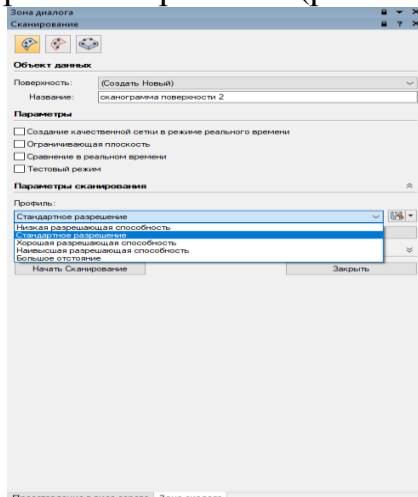 Зона диалога
Сканирование
Объект данных
Поверхность: (Создать Новый)
Название: сканограмма поверхности 2
Параметры
Создание качественной сетки в режиме реального времени
Ограничивающая плоскость
Сравнение в реальном времени
Тестовый режим
Параметры сканирования
Профиль:
Стандартное разрешение
Низкая разрешающая способность
Стандартное разрешение
Хорошая разрешающая способность
Наивысшая разрешающая способность
Большое отстояние
Начать Сканирование Закрыть